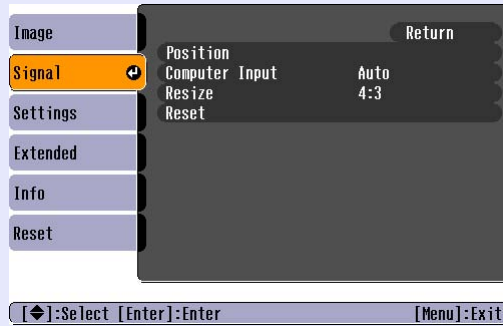 Image
Signal
Settings
Extended
Info
Reset
Return
Position
Computer Input Auto
Resize 4:3
Reset
[◆]:Select [Enter]:Enter [Menu]:Exit